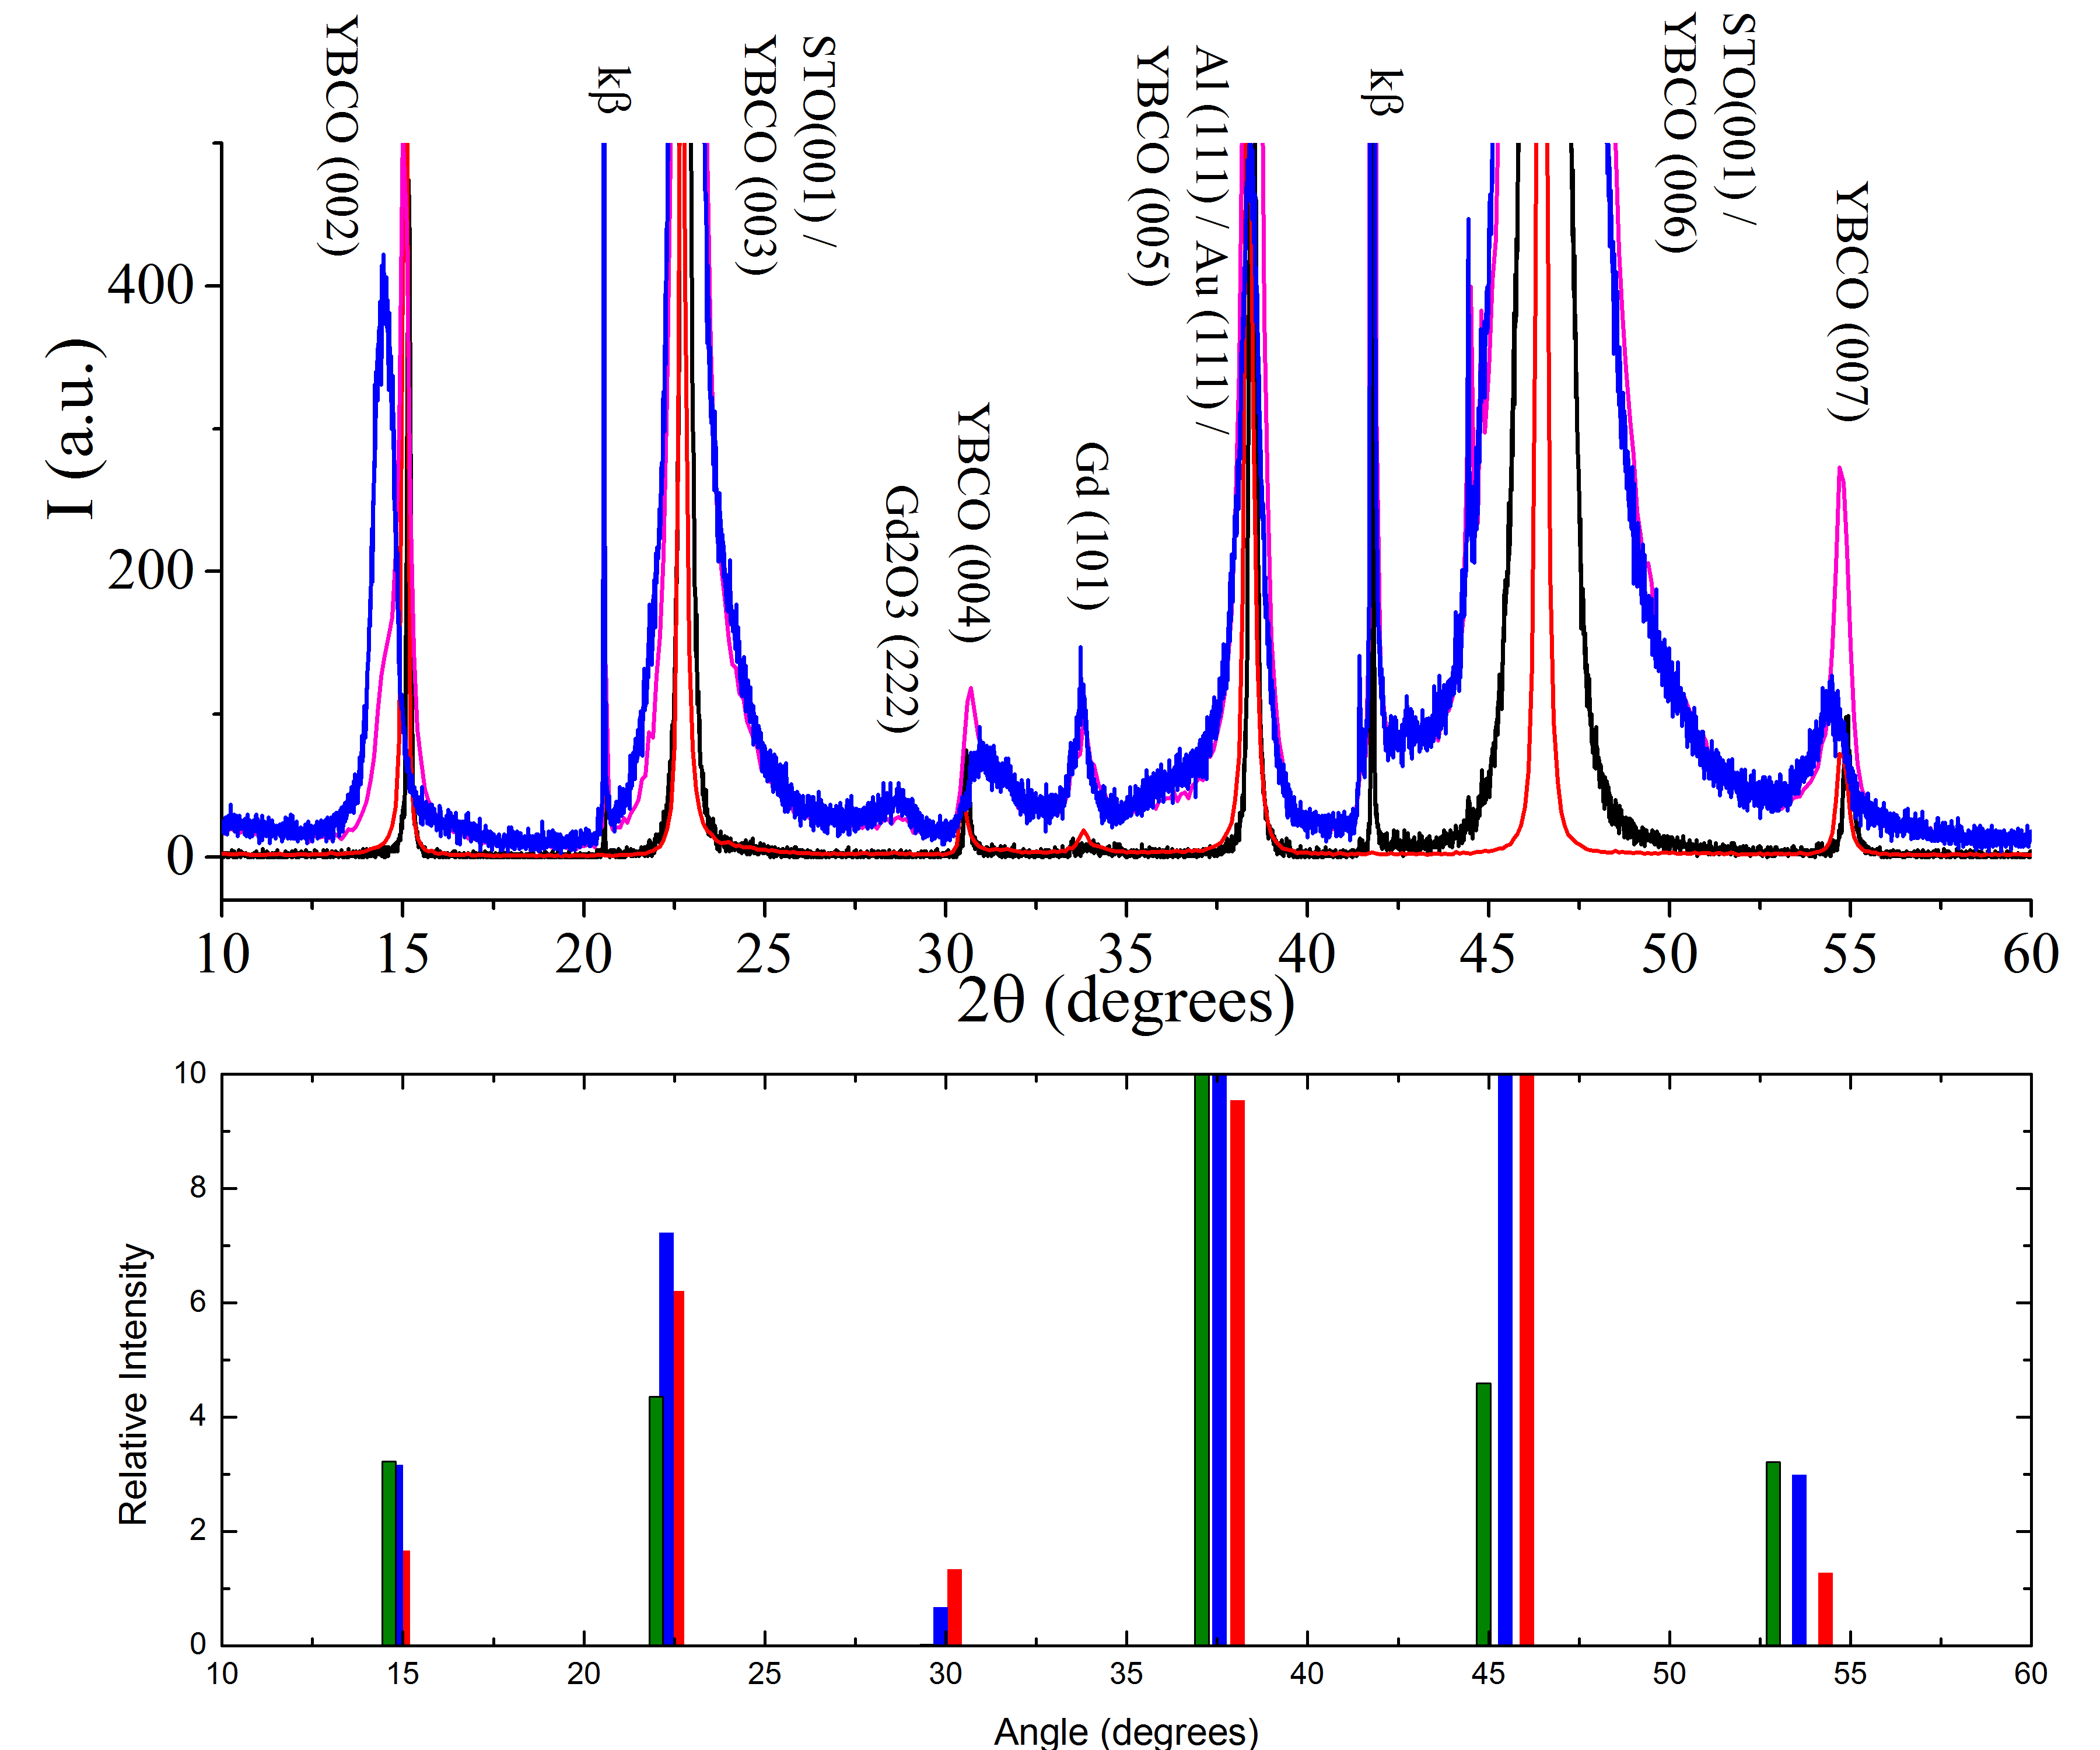 YBCO (002)
kβ
STO(001) /
YBCO (003)
Gd2O3 (222)
YBCO (004)
Gd (101)
Al (111) / Au (111) /
YBCO (005)
kβ
STO(001) /
YBCO (006)
YBCO (007)
I (a.u.)
400
200
0
10 15 20 25 30 35 40 45 50 55 60
2θ (degrees)
Relative Intensity
10
8
6
4
2
0
10 15 20 25 30 35 40 45 50 55 60
Angle (degrees)